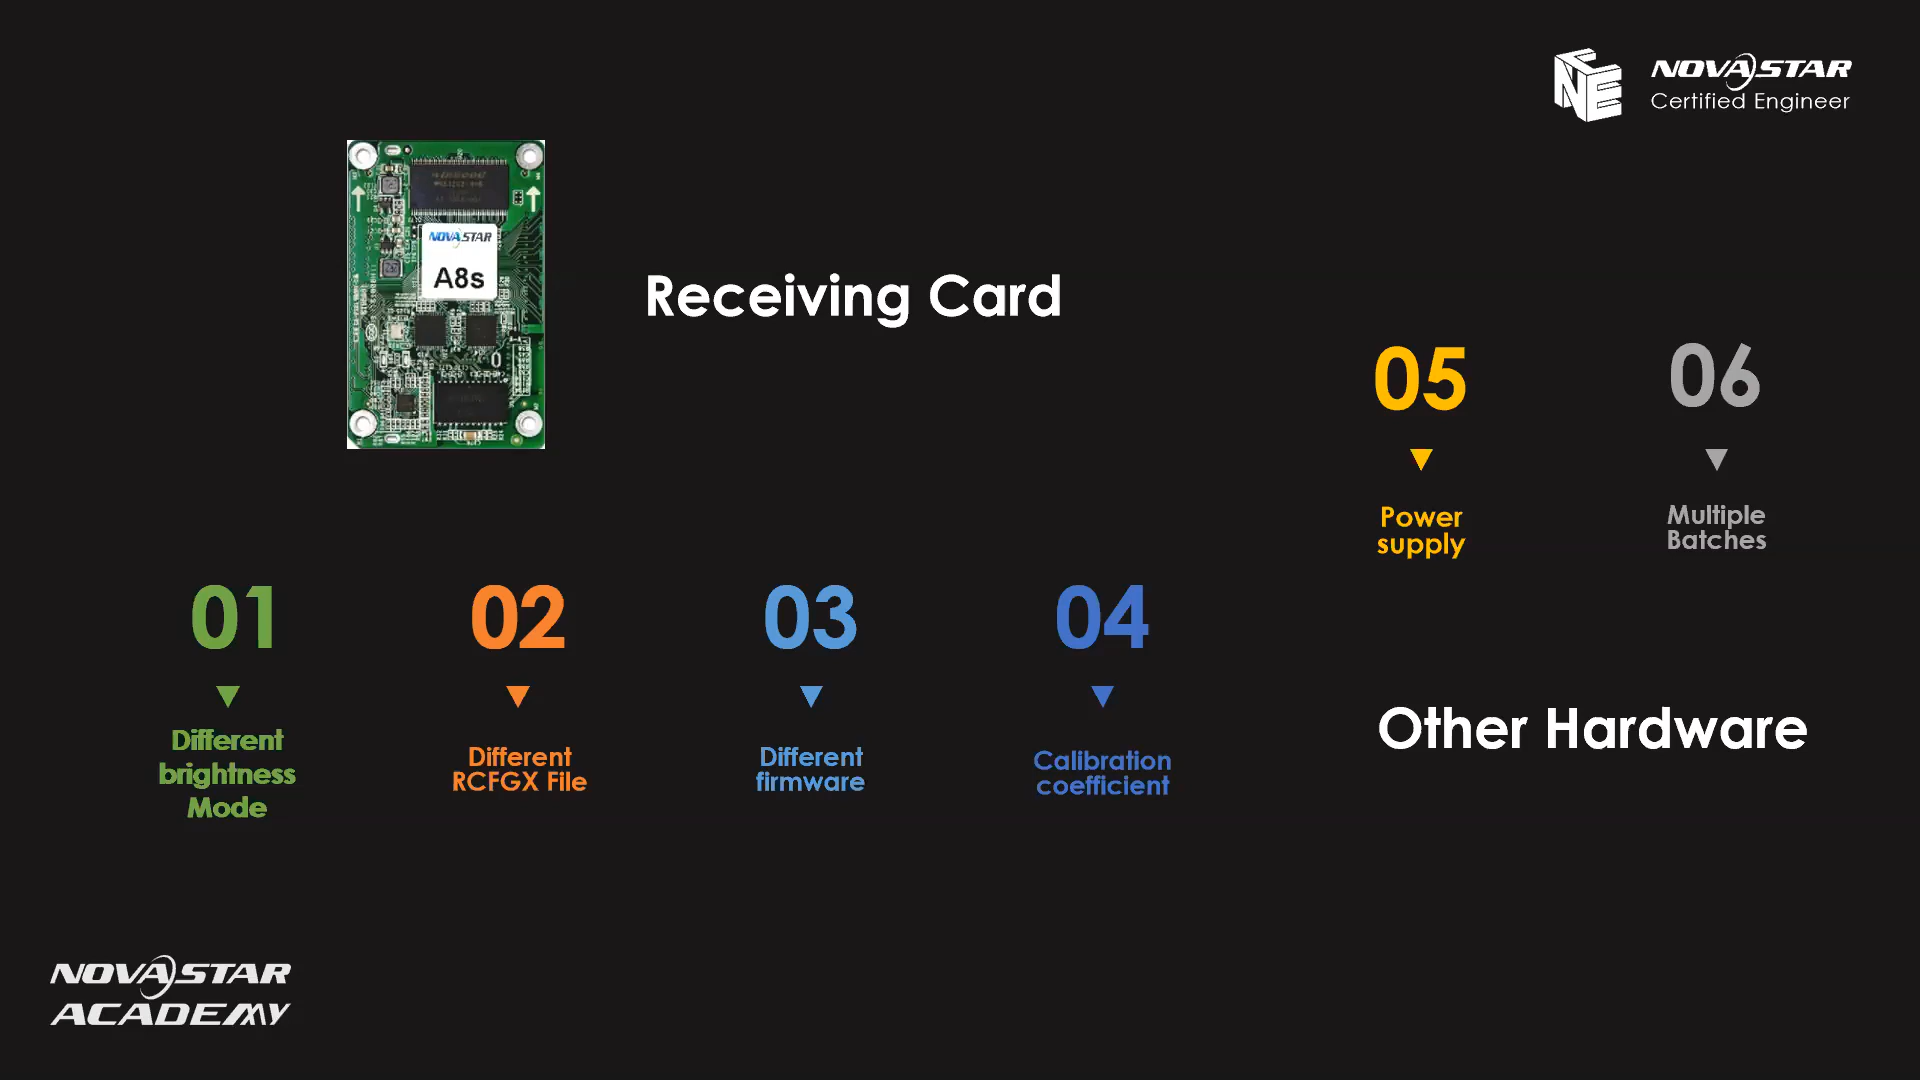 NOVASTAR
Certified Engineer
NOVASTAR
A8s
Receiving Card
05
06
Power
supply
Multiple
Batches
01
02
03
04
Different
brightness
Mode
Different
RCFGX File
Different
firmware
Calibration
coefficient
Other Hardware
NOVASTAR
ACADEMY